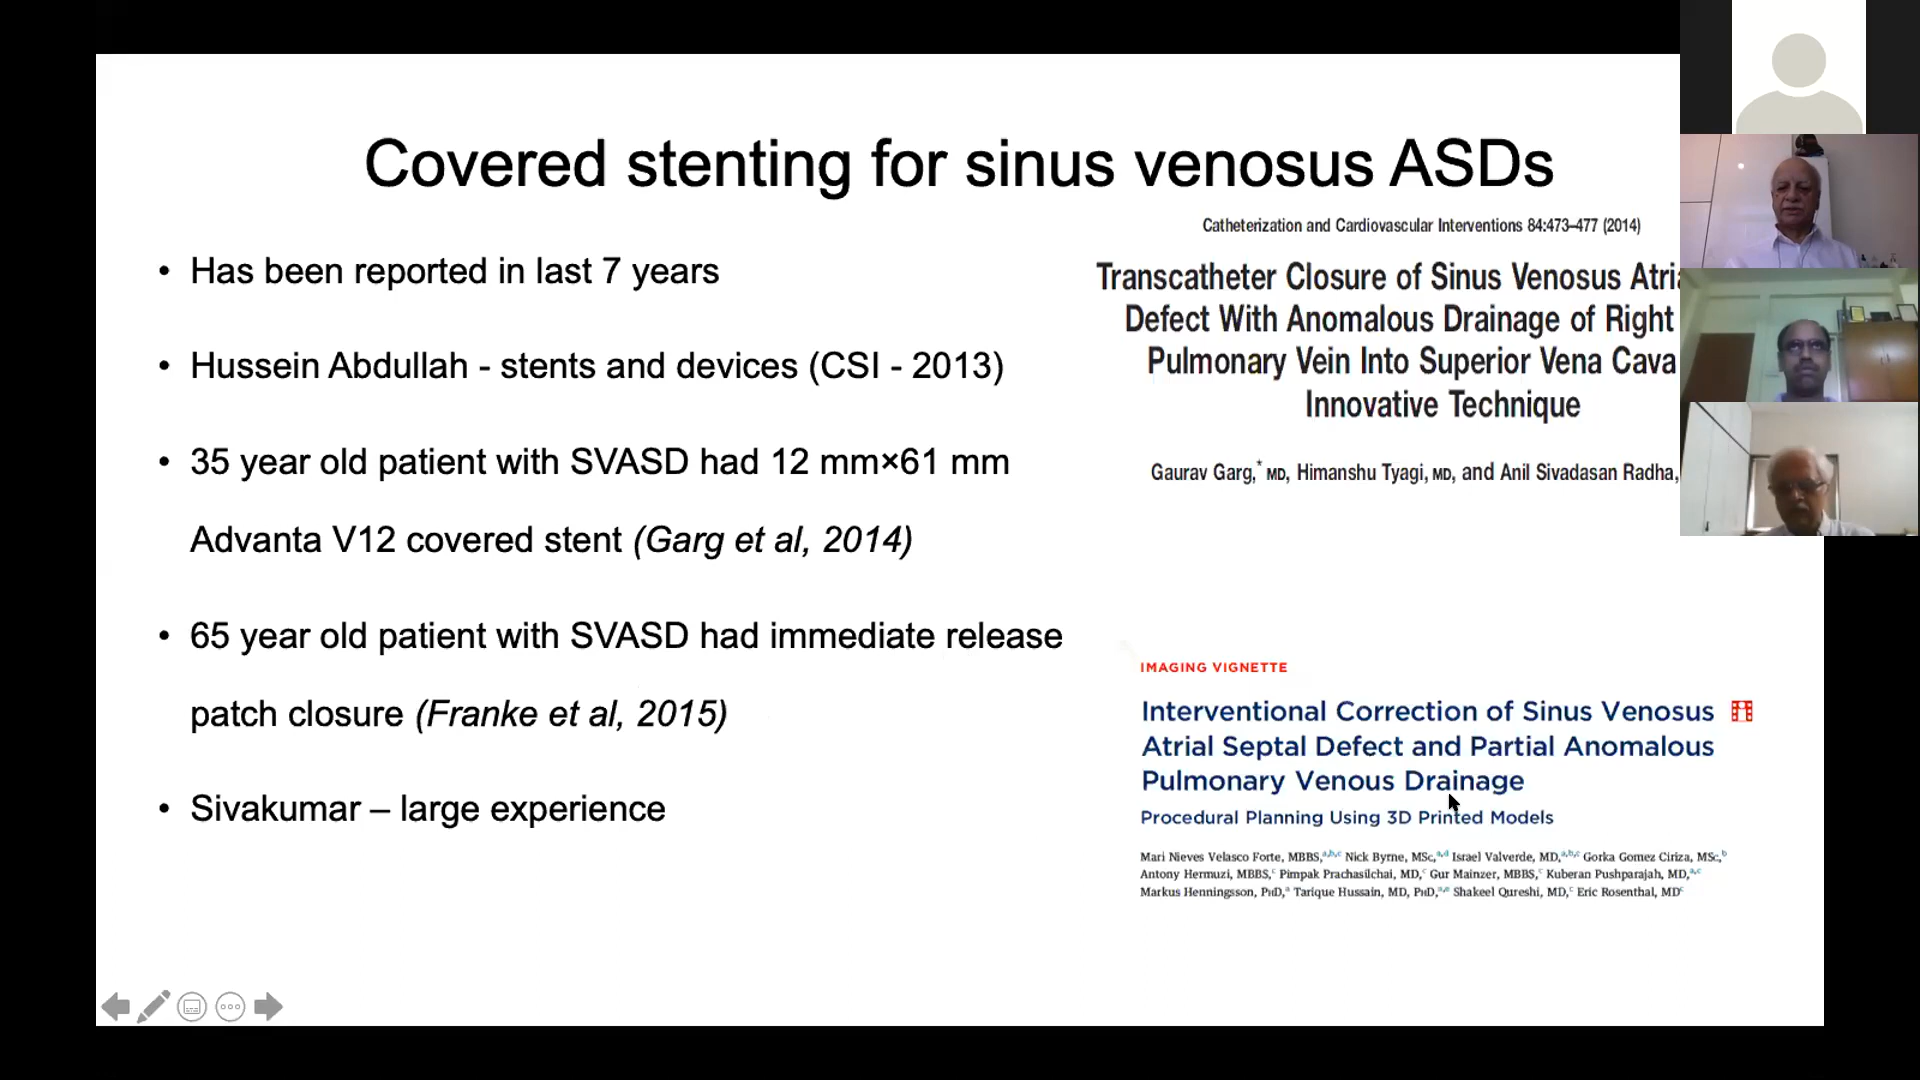 Covered stenting for sinus venosus ASDs
• Has been reported in last 7 years
• Hussein Abdullah - stents and devices (CSI - 2013)
• 35 year old patient with SVASD had 12 mm×61 mm
Advanta V12 covered stent (Garg et al, 2014)
• 65 year old patient with SVASD had immediate release
patch closure (Franke et al, 2015)
• Sivakumar – large experience
Catheterization and Cardiovascular Interventions 84:473–477 (2014)
Transcatheter Closure of Sinus Venosus Atri
Defect With Anomalous Drainage of Right
Pulmonary Vein Into Superior Vena Cava
Innovative Technique
Gaurav Garg,* MD, Himanshu Tyagi, MD, and Anil Sivadasan Radha,
IMAGING VIGNETTE
Interventional Correction of Sinus Venosus
Atrial Septal Defect and Partial Anomalous
Pulmonary Venous Drainage
Procedural Planning Using 3D Printed Models
Mari Nieves Velasco Forte, MBBS,a,b,c Nick Byrne, MSc,a,d Israel Valverde, MD,a,b,c Gorka Gomez Ciriza, MSc,b
Antony Hermuzi, MBBS,c Pimpak Prachasilchai, MD,c Gur Mainzer, MBBS,c Kuberan Pushparajah, MD,a,c
Markus Henningsson, PhD,a Tarique Hussain, MD, PhD,a,e Shakeel Qureshi, MD,c Eric Rosenthal, MDc